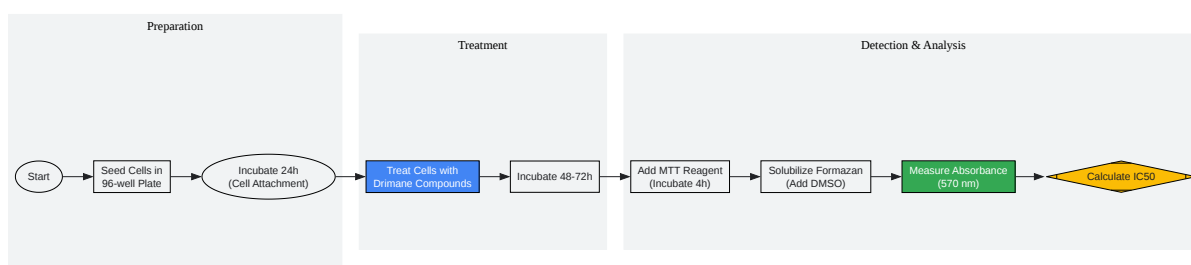 Preparation
Start
Seed Cells in
96-well Plate
Incubate 24h
(Cell Attachment)
Treatment
Treat Cells with
Drimane Compounds
Incubate 48-72h
Detection & Analysis
Add MTT Reagent
(Incubate 4h)
Solubilize Formazan
(Add DMSO)
Measure Absorbance
(570 nm)
Calculate IC50